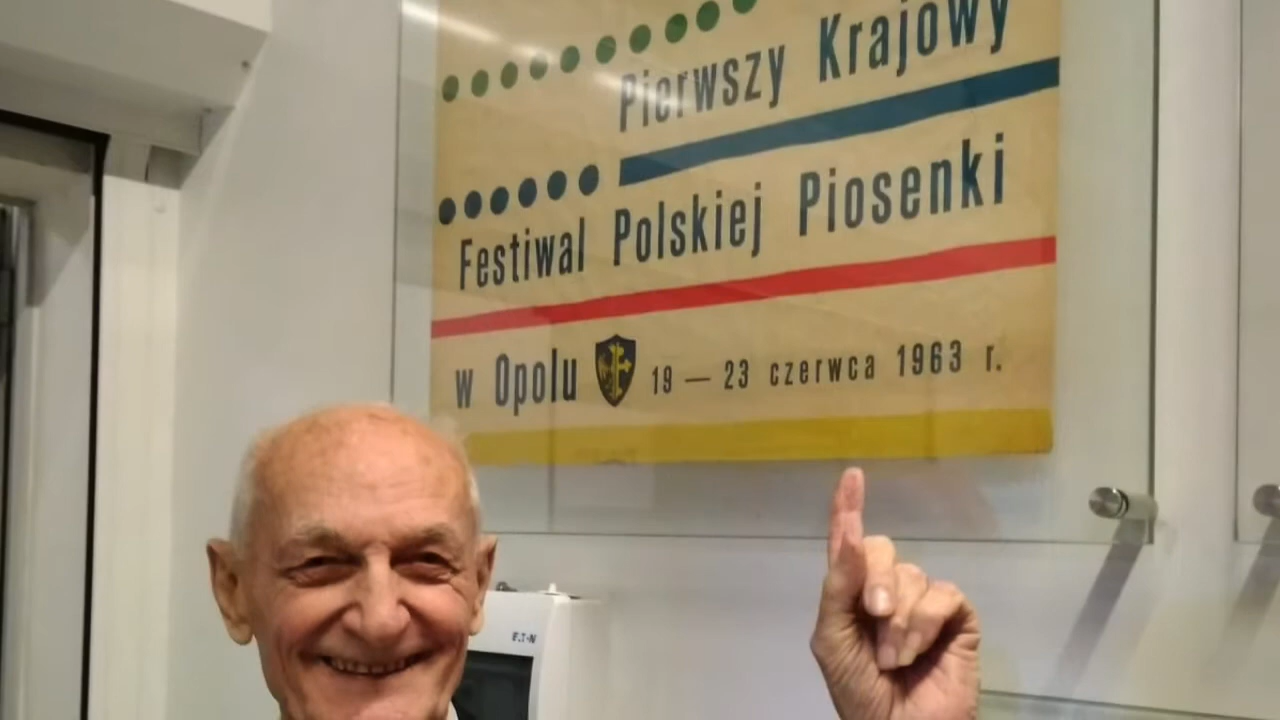 Pierwszy Krajowy
Festiwal Polskiej Piosenki
w Opolu 19 — 23 czerwca 1963 r.
EATON